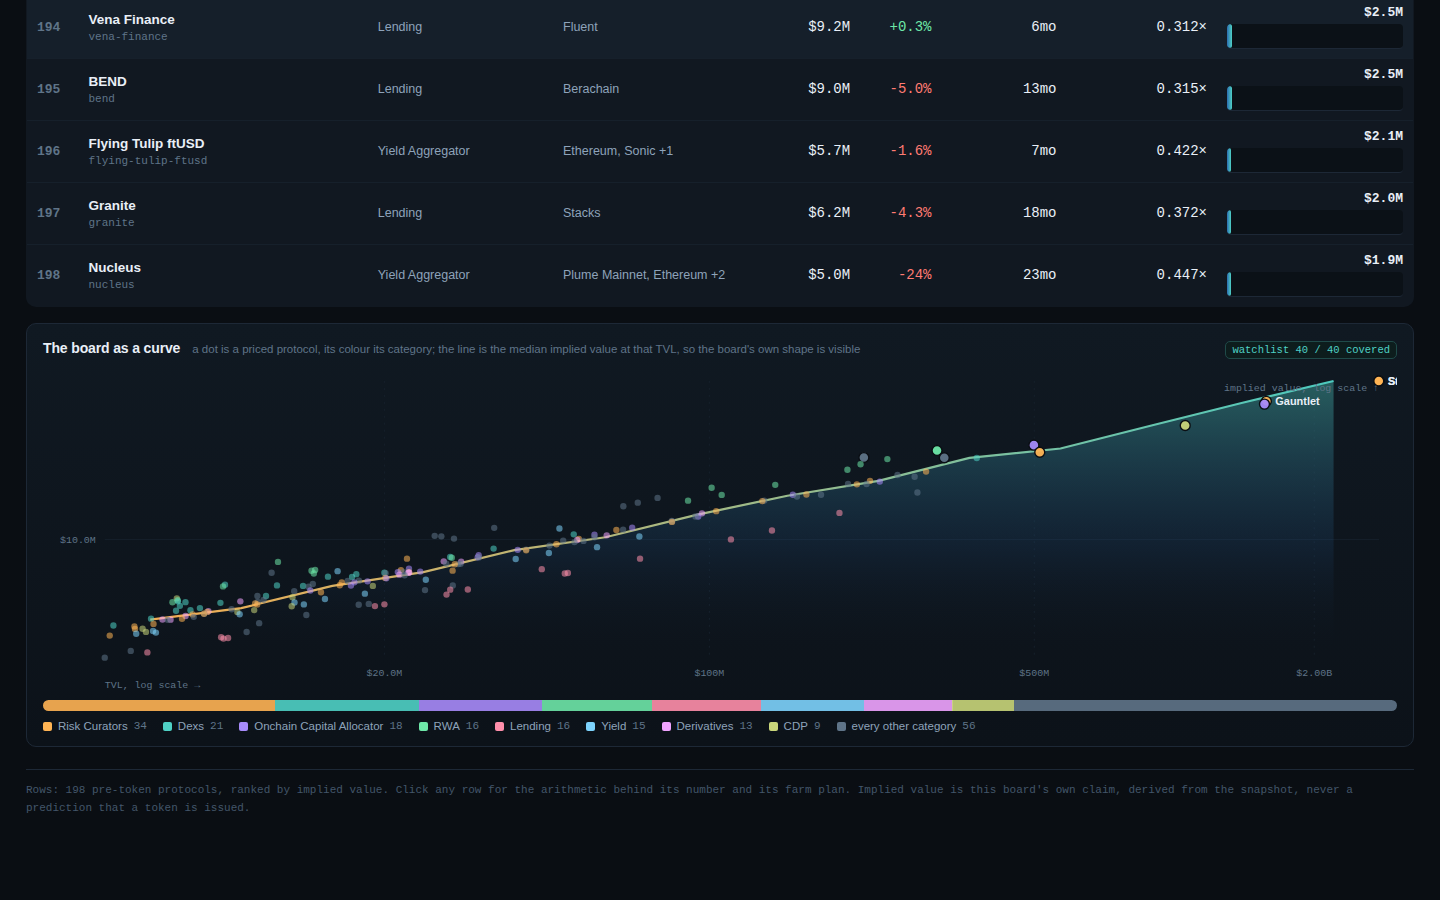 194 Vena Finance Lending Fluent $9.2M +0.3% 6mo 0.312× $2.5M
vena-finance
195 BEND Lending Berachain $9.0M -5.0% 13mo 0.315× $2.5M
bend
196 Flying Tulip ftUSD Yield Aggregator Ethereum, Sonic +1 $5.7M -1.6% 7mo 0.422× $2.1M
flying-tulip-ftusd
197 Granite Lending Stacks $6.2M -4.3% 18mo 0.372× $2.0M
granite
198 Nucleus Yield Aggregator Plume Mainnet, Ethereum +2 $5.0M -24% 23mo 0.447× $1.9M
nucleus
The board as a curve a dot is a priced protocol, its colour its category; the line is the median implied value at that TVL, so the board's own shape is visible watchlist 40 / 40 covered
implied value, log scale
Gauntlet
$10.0M
$20.0M $100M $500M $2.00B
TVL, log scale →
Risk Curators 34 Dexs 21 Onchain Capital Allocator 18 RWA 16 Lending 16 Yield 15 Derivatives 13 CDP 9 every other category 56
Rows: 198 pre-token protocols, ranked by implied value. Click any row for the arithmetic behind its number and its farm plan. Implied value is this board's own claim, derived from the snapshot, never a
prediction that a token is issued.